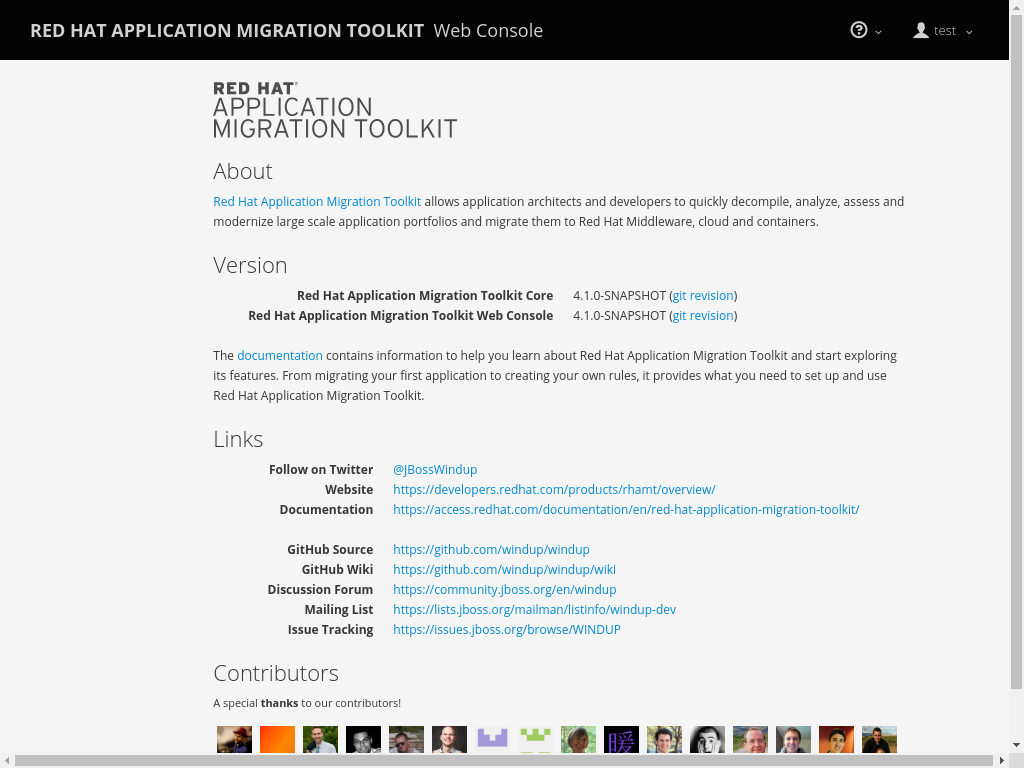 RED HAT APPLICATION MIGRATION TOOLKIT Web Console
test
RED HAT
APPLICATION
MIGRATION TOOLKIT
About
Red Hat Application Migration Toolkit allows application architects and developers to quickly decompile, analyze, assess and
modernize large scale application portfolios and migrate them to Red Hat Middleware, cloud and containers.
Version
Red Hat Application Migration Toolkit Core 4.1.0-SNAPSHOT (git revision)
Red Hat Application Migration Toolkit Web Console 4.1.0-SNAPSHOT (git revision)
The documentation contains information to help you learn about Red Hat Application Migration Toolkit and start exploring
its features. From migrating your first application to creating your own rules, it provides what you need to set up and use
Red Hat Application Migration Toolkit.
Links
Follow on Twitter @JBossWindup
Website https://developers.redhat.com/products/rhamt/overview/
Documentation https://access.redhat.com/documentation/en/red-hat-application-migration-toolkit/
GitHub Source https://github.com/windup/windup
GitHub Wiki https://github.com/windup/windup/wiki
Discussion Forum https://community.jboss.org/en/windup
Mailing List https://lists.jboss.org/mailman/listinfo/windup-dev
Issue Tracking https://issues.jboss.org/browse/WINDUP
Contributors
A special thanks to our contributors!
暖